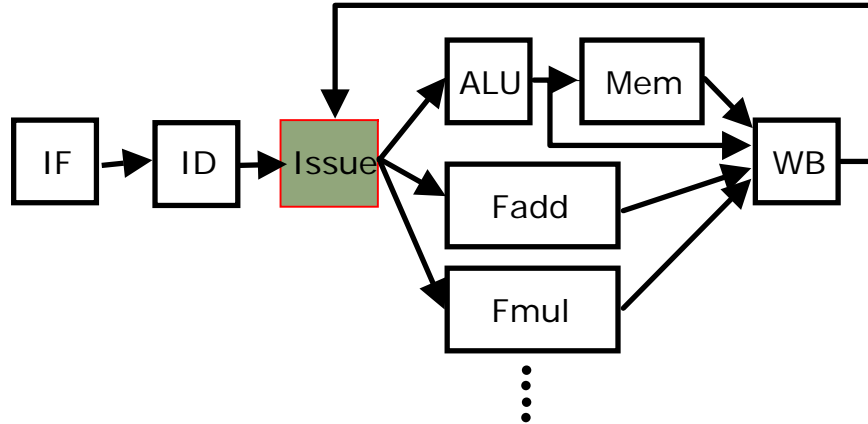 IF
ID
Issue
ALU
Mem
Fadd
Fmul
WB